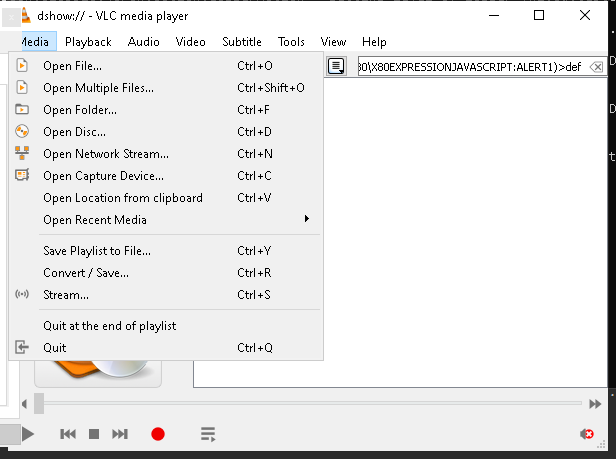 dshow:// - VLC media player
Media Playback Audio Video Subtitle Tools View Help
Open File... Ctrl+O
80\X80EXPRESSIONJAVASCRIPT:ALERT1)>def
Open Multiple Files... Ctrl+Shift+O
Open Folder... Ctrl+F
Open Disc... Ctrl+D
Open Network Stream... Ctrl+N
Open Capture Device... Ctrl+C
Open Location from clipboard Ctrl+V
Open Recent Media
Save Playlist to File... Ctrl+Y
Convert / Save... Ctrl+R
Stream... Ctrl+S
Quit at the end of playlist
Quit Ctrl+Q